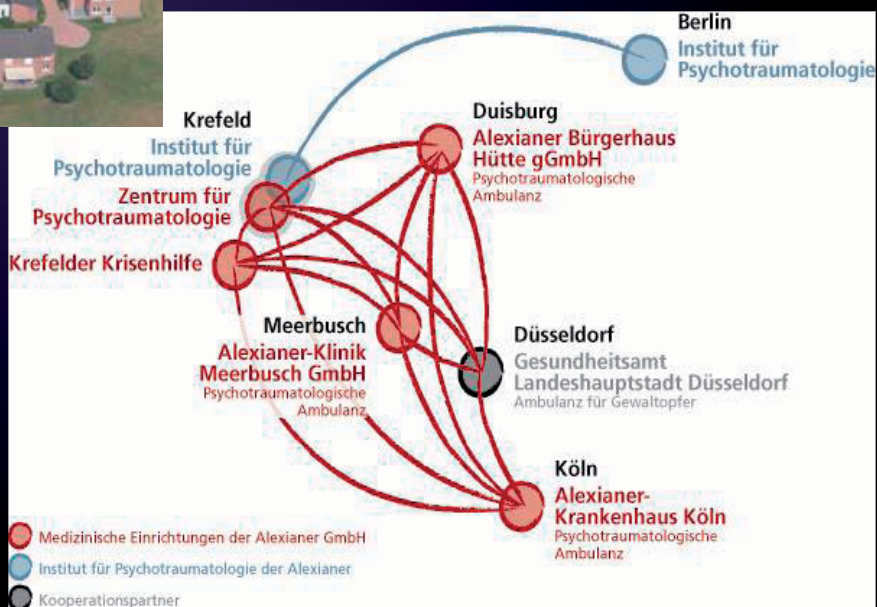 Berlin
Institut für
Psychotraumatologie
Duisburg
Alexianer Bürgerhaus
Hütte gGmbH
Psychotraumatologische
Ambulanz
Krefeld
Institut für
Psychotraumatologie
Zentrum für
Psychotraumatologie
Krefelder Krisenhilfe
Meerbusch
Alexianer-Klinik
Meerbusch GmbH
Psychotraumatologische
Ambulanz
Düsseldorf
Gesundheitsamt
Landeshauptstadt Düsseldorf
Ambulanz für Gewaltopfer
Köln
Alexianer-
Krankenhaus Köln
Psychotraumatologische
Ambulanz
Medizinische Einrichtungen der Alexianer GmbH
Institut für Psychotraumatologie der Alexianer
Kooperationspartner